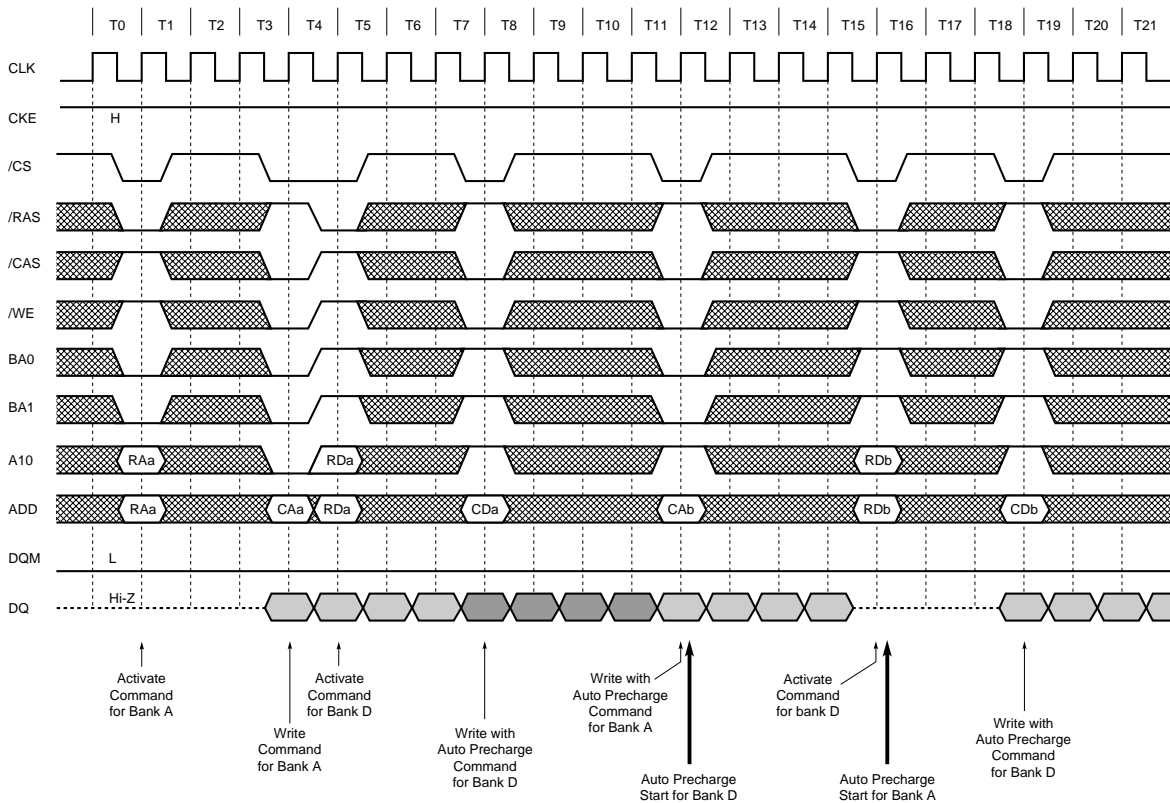 T0 T1 T2 T3 T4 T5 T6 T7 T8 T9 T10 T11 T12 T13 T14 T15 T16 T17 T18 T19 T20 T21
CLK
CKE H
/CS
/RAS
/CAS
/WE
BA0
BA1
A10 RAa RDa RDb
ADD RAa CAa RDa CDa CAb RDb CDb
DQM L
DQ Hi-Z
Activate
Command
for Bank A
Write
Command
for Bank A
Activate
Command
for Bank D
Write with
Auto Precharge
Command
for Bank D
Write with
Auto Precharge
Command
for Bank A
Auto Precharge
Start for Bank D
Activate
Command
for bank D
Auto Precharge
Start for Bank A
Write with
Auto Precharge
Command
for Bank D